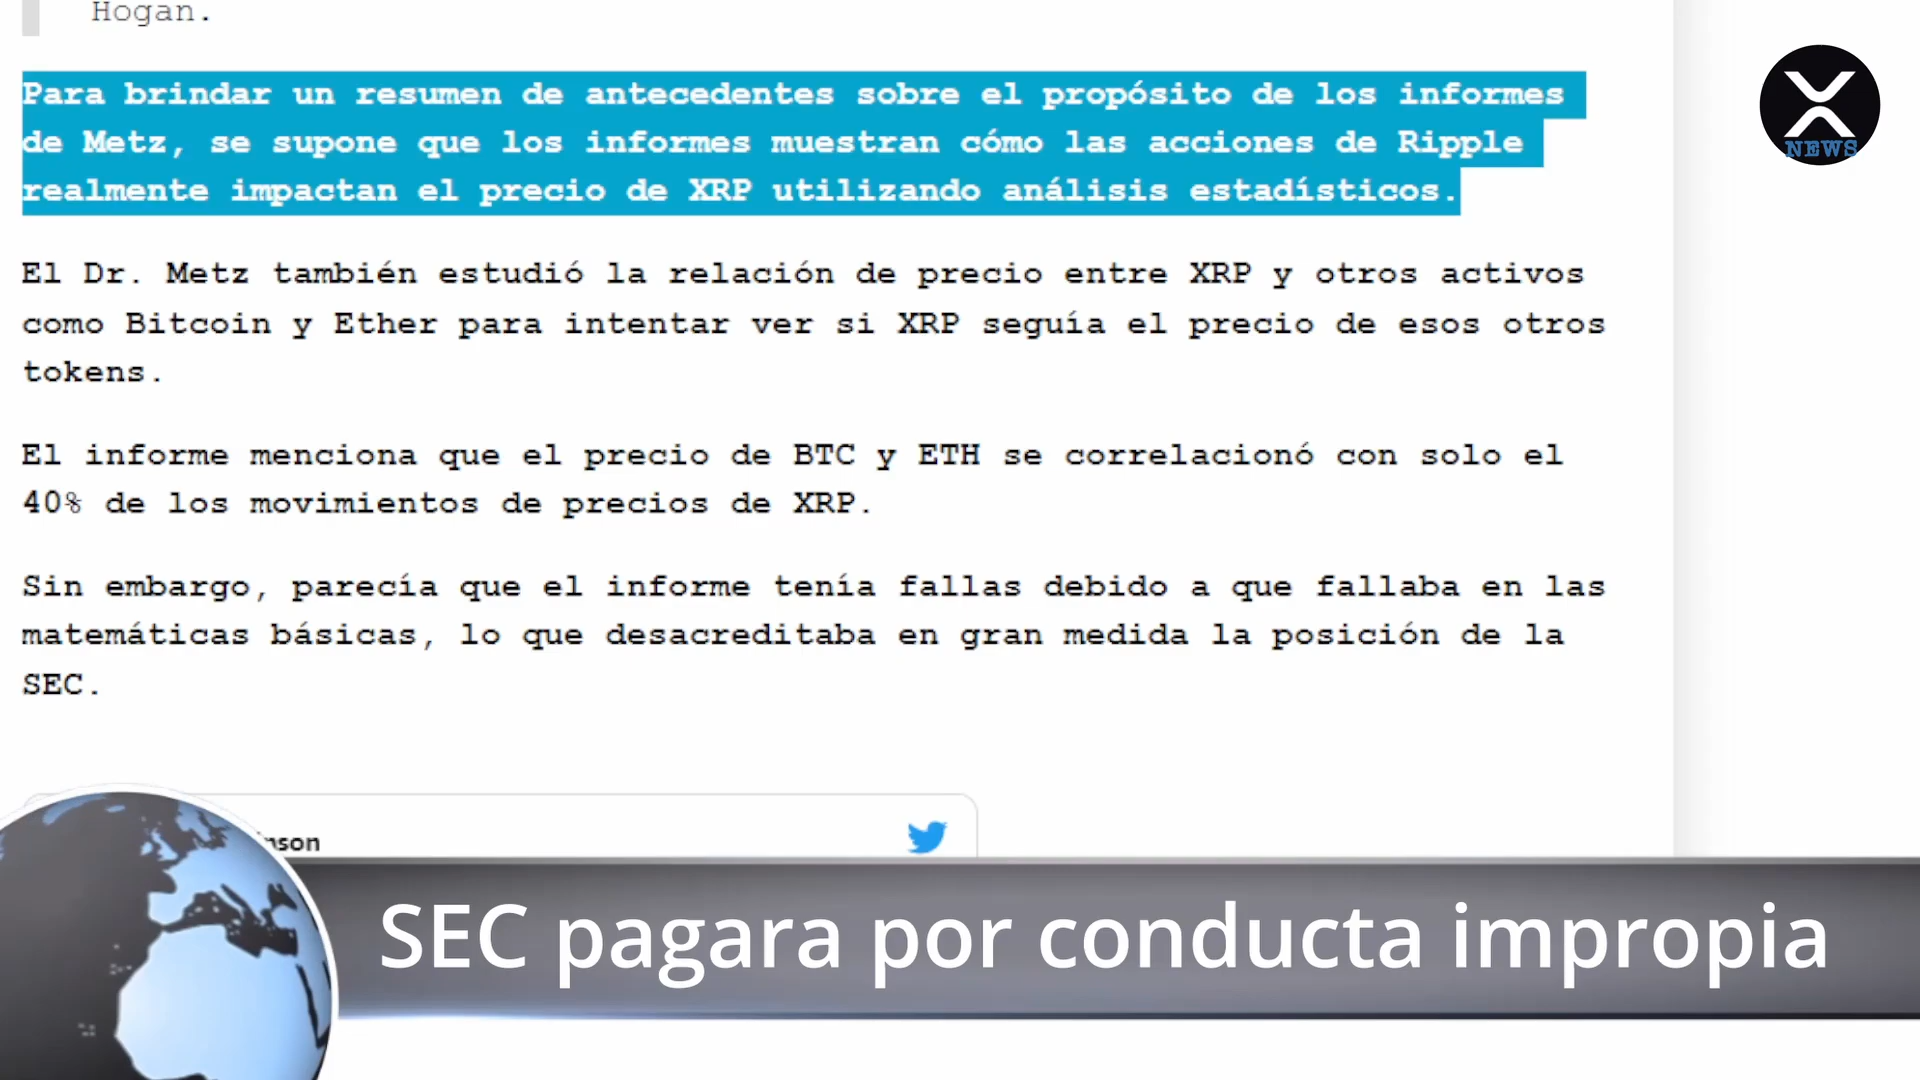 Hogan.
Para brindar un resumen de antecedentes sobre el propósito de los informes
de Metz, se supone que los informes muestran cómo las acciones de Ripple
realmente impactan el precio de XRP utilizando análisis estadísticos.
El Dr. Metz también estudió la relación de precio entre XRP y otros activos
como Bitcoin y Ether para intentar ver si XRP seguía el precio de esos otros
tokens.
El informe menciona que el precio de BTC y ETH se correlacionó con solo el
40% de los movimientos de precios de XRP.
Sin embargo, parecía que el informe tenía fallas debido a que fallaba en las
matemáticas básicas, lo que desacreditaba en gran medida la posición de la
SEC.
NEWS
SEC pagara por conducta impropia